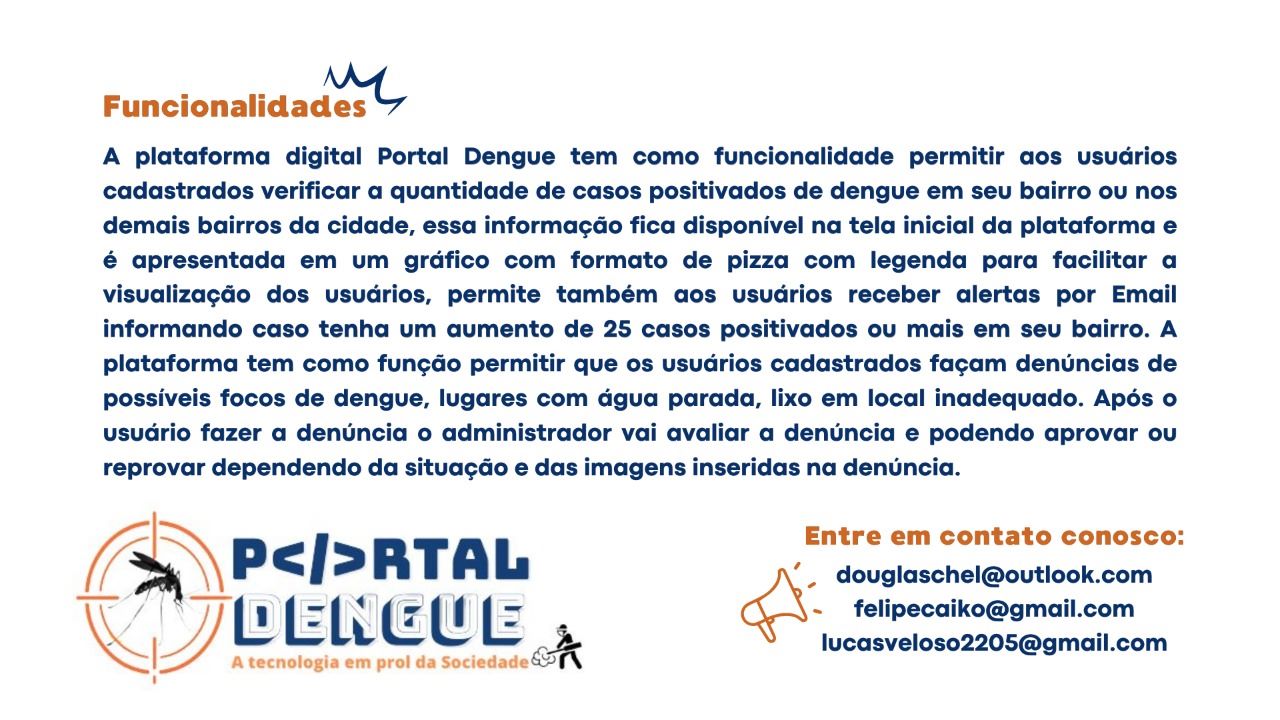 Funcionalidades
A plataforma digital Portal Dengue tem como funcionalidade permitir aos usuários
cadastrados verificar a quantidade de casos positivados de dengue em seu bairro ou nos
demais bairros da cidade, essa informação fica disponível na tela inicial da plataforma e
é apresentada em um gráfico com formato de pizza com legenda para facilitar a
visualização dos usuários, permite também aos usuários receber alertas por Email
informando caso tenha um aumento de 25 casos positivados ou mais em seu bairro. A
plataforma tem como função permitir que os usuários cadastrados façam denúncias de
possíveis focos de dengue, lugares com água parada, lixo em local inadequado. Após o
usuário fazer a denúncia o administrador vai avaliar a denúncia e podendo aprovar ou
reprovar dependendo da situação e das imagens inseridas na denúncia.
P</>RTAL
DENGUE
A tecnologia em prol da Sociedade
Entre em contato conosco:
douglaschel@outlook.com
felipecaiko@gmail.com
lucasveloso2205@gmail.com